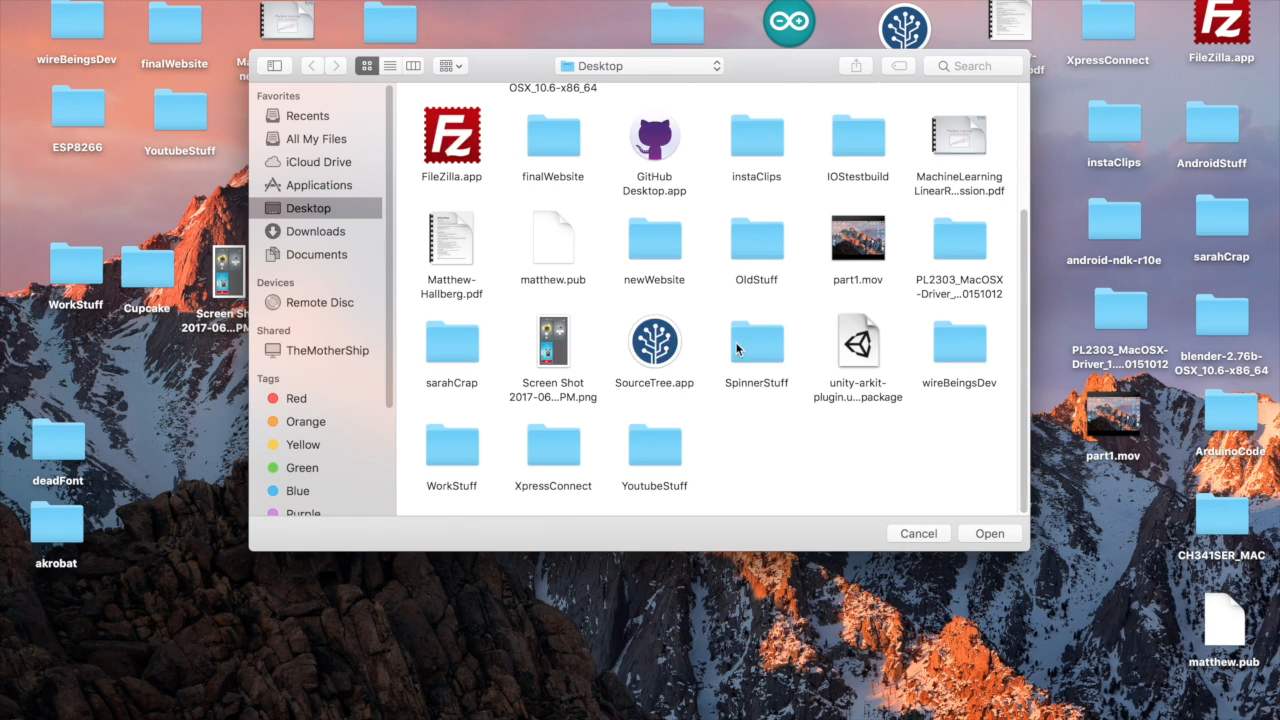 wireBeingsDev
finalWebsite
XpressConnect
FileZilla.app
ESP8266
YoutubeStuff
instaClips
AndroidStuff
WorkStuff
Cupcake
Screen Sh
2017-06...PM
android-ndk-r10e
sarahCrap
PL2303_MacOSX-
Driver_1....0151012
blender-2.76b-
OSX_10.6-x86_64
deadFont
part1.mov
ArduinoCode
akrobat
CH341SER_MAC
matthew.pub
Desktop
Search
Favorites
Recents
All My Files
iCloud Drive
Applications
Desktop
Downloads
Documents
Devices
Remote Disc
Shared
TheMotherShip
Tags
Red
Orange
Yellow
Green
Blue
Purple
OSX_10.6-x86_64
FileZilla.app
finalWebsite
GitHub
Desktop.app
instaClips
IOStestbuild
MachineLearning
LinearR...ssion.pdf
Matthew-
Hallberg.pdf
matthew.pub
newWebsite
OldStuff
part1.mov
PL2303_MacOSX
-Driver_...0151012
sarahCrap
Screen Shot
2017-06...PM.png
SourceTree.app
SpinnerStuff
unity-arkit-
plugin.u...package
wireBeingsDev
WorkStuff
XpressConnect
YoutubeStuff
Cancel
Open